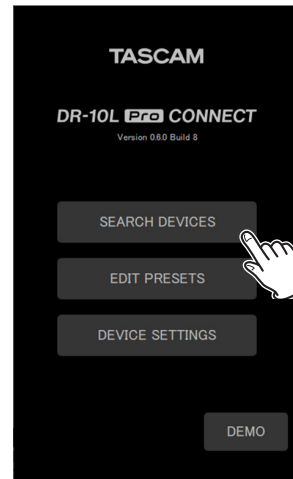 TASCAM
DR-10L Pro CONNECT
Version 0.6.0 Build 8
SEARCH DEVICES
EDIT PRESETS
DEVICE SETTINGS
DEMO